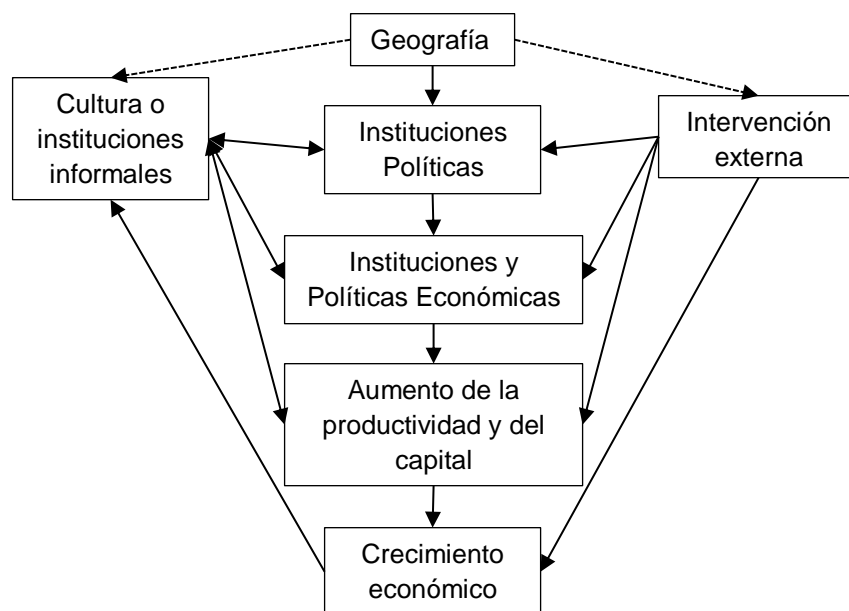 Geografía
Cultura o
instituciones
informales
Instituciones
Políticas
Intervención
externa
Instituciones y
Políticas Económicas
Aumento de la
productividad y del
capital
Crecimiento
económico